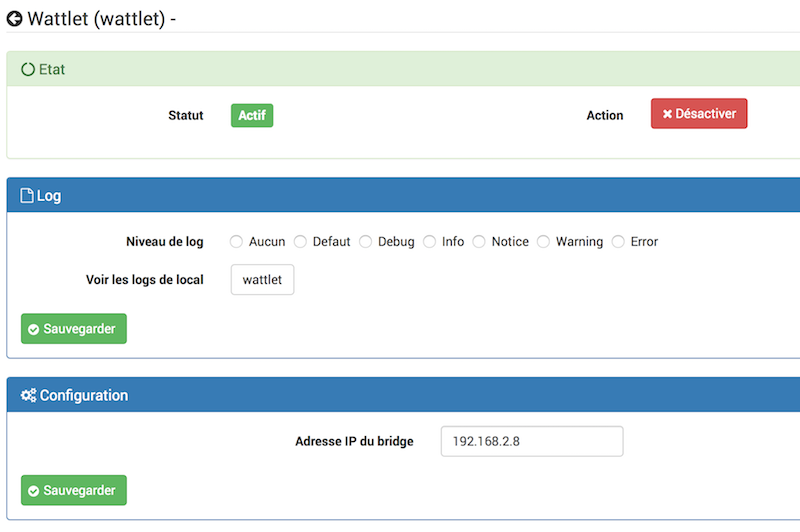 Wattlet (wattlet) -
Etat
Statut Actif Action Désactiver
Log
Niveau de log Aucun Defaut Debug Info Notice Warning Error
Voir les logs de local wattlet
Sauvegarder
Configuration
Adresse IP du bridge 192.168.2.8
Sauvegarder